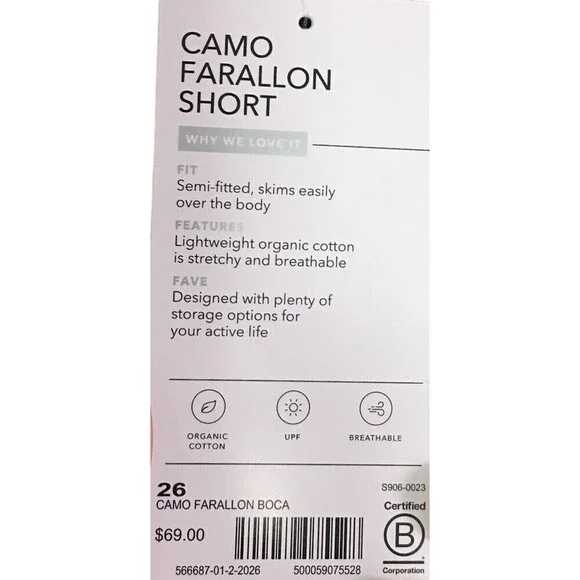 CAMO
FARALLON
SHORT
WHY WE LOVE IT
FIT
Semi-fitted, skims easily
over the body
FEATURES
Lightweight organic cotton
is stretchy and breathable
FAVE
Designed with plenty of
storage options for
your active life
ORGANIC
COTTON
UPF
BREATHABLE
26
S906-0023
CAMO FARALLON BOCA
Certified
$69.00
B
566687-01-2-2026
500059075528
Corporation